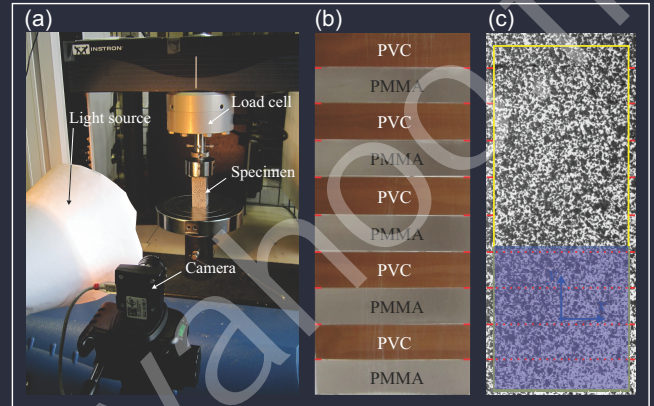 (a)
INSTRON
Load cell
Light source
Specimen
Camera
(b)
PVC
PMMA
PVC
PMMA
PVC
PMMA
PVC
PMMA
PVC
PMMA
(c)